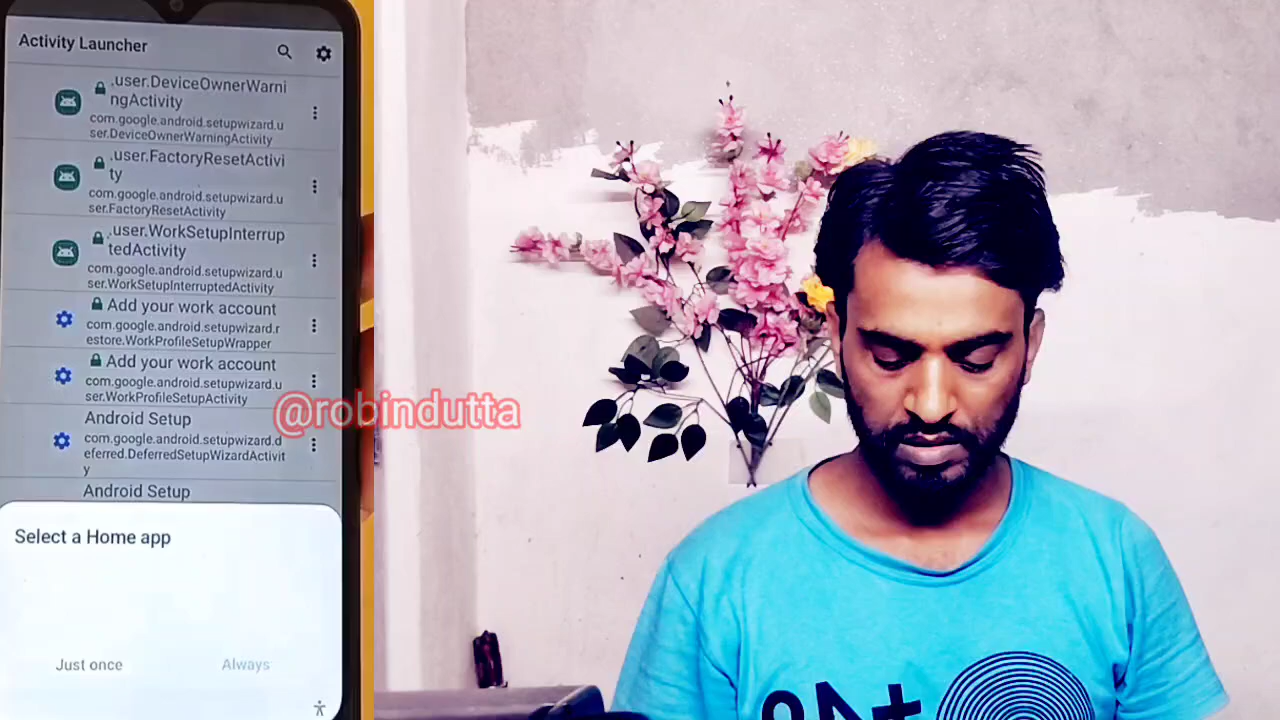 Activity Launcher
.user.DeviceOwnerWarni
ngActivity
com.google.android.setupwizard.u
ser.DeviceOwnerWarningActivity
.user.FactoryResetActivi
ty
com.google.android.setupwizard.u
ser.FactoryResetActivity
.user.WorkSetupInterrup
tedActivity
com.google.android.setupwizard.u
ser.WorkSetupInterruptedActivity
Add your work account
com.google.android.setupwizard.r
estore.WorkProfileSetupWrapper
Add your work account
com.google.android.setupwizard.u
ser.WorkProfileSetupActivity
Android Setup
com.google.android.setupwizard.d
eferred.DeferredSetupWizardActivit
y
Android Setup
Select a Home app
Just once
Always
@robindutta